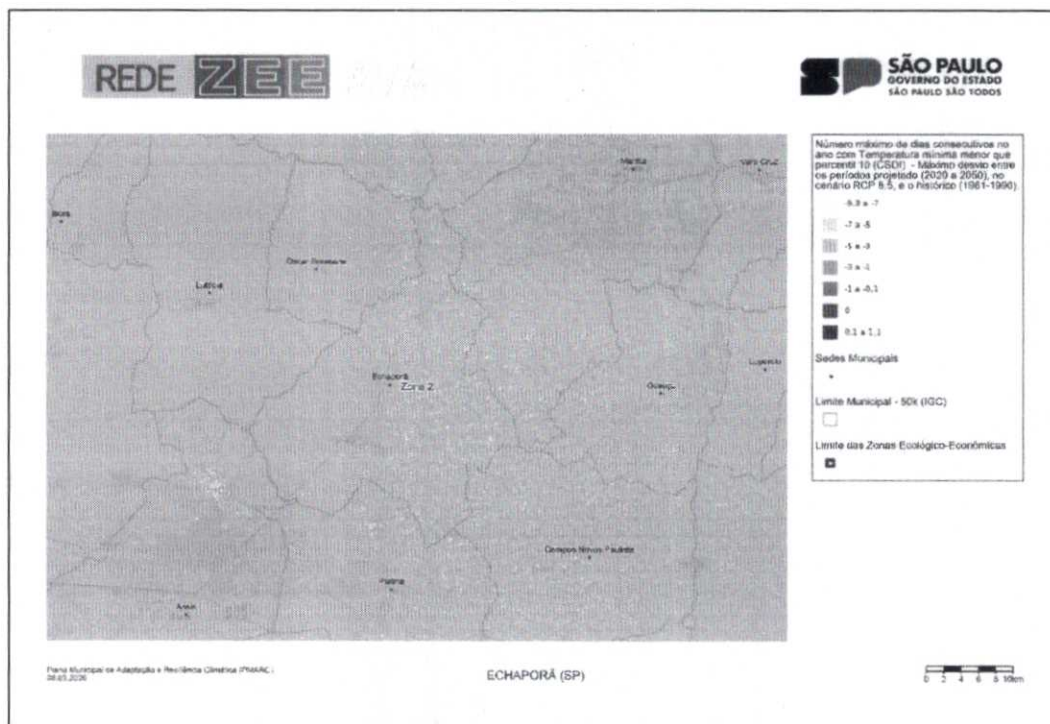 REDE ZEE
SÃO PAULO
GOVERNO DO ESTADO
SÃO PAULO SÃO TODOS
Número máximo de dias consecutivos no
ano com Temperatura mínima menor que
percentil 10 (CSDI) - Máximo desvio entre
os períodos projetado (2020 a 2050), no
cenário RCP 8.5, e o histórico (1961-1990)
-7 a -5
-5 a -3
-3 a -1
-1 a -0,1
0
0,1 a 1,1
Sedes Municipais
Limite Municipal - 50k (IGC)
Limite das Zonas Ecológico-Econômicas
Marília
Vera Cruz
Borá
Oscar Bressane
Lutécia
Echaporã
Zona 2
Ocauçu
Lupércio
Campos Novos Paulista
Platina
Assis
Plano Municipal de Adaptação e Resiliência Climática (PMARC)
ECHAPORÃ (SP)
0 2 4 6 8 10km